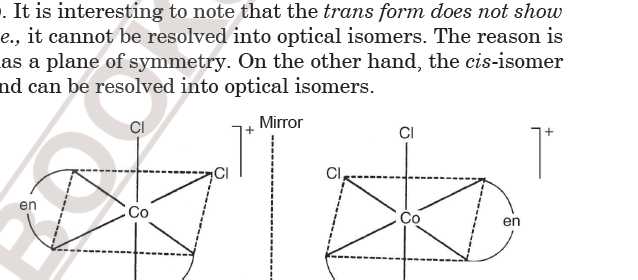 . It is interesting to note that the trans form does not show
e., it cannot be resolved into optical isomers. The reason is
as a plane of symmetry. On the other hand, the cis-isomer
nd can be resolved into optical isomers.
Cl
+
Mirror
Cl
+
Cl
Cl
en
Co
Co
en
BOOK